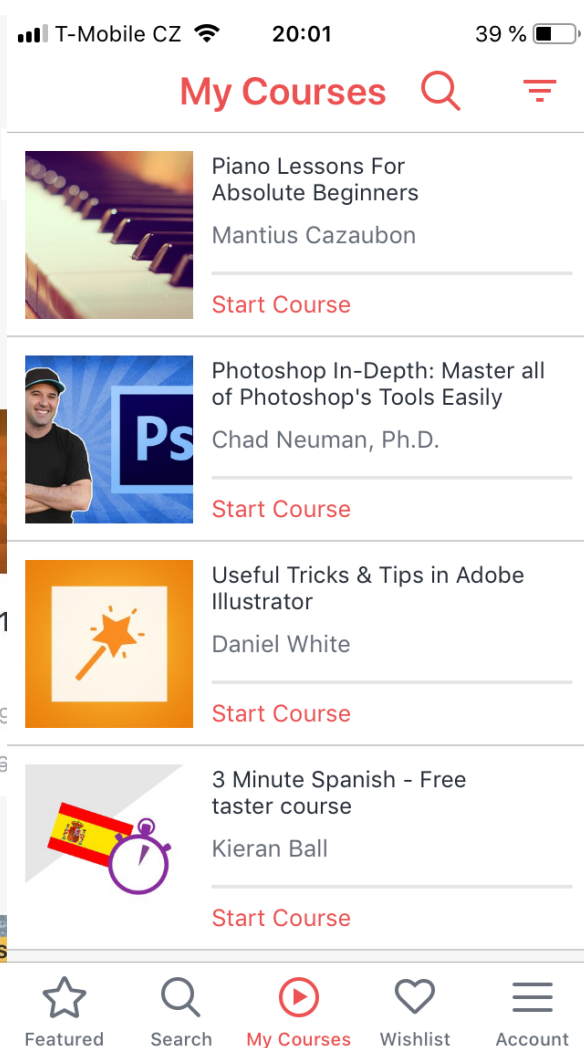 T-Mobile CZ 20:01 39 %
My Courses
Piano Lessons For
Absolute Beginners
Mantius Cazaubon
Start Course
Photoshop In-Depth: Master all
of Photoshop's Tools Easily
Chad Neuman, Ph.D.
Ps
Start Course
Useful Tricks & Tips in Adobe
Illustrator
Daniel White
Start Course
3 Minute Spanish - Free
taster course
Kieran Ball
Start Course
Featured Search My Courses Wishlist Account